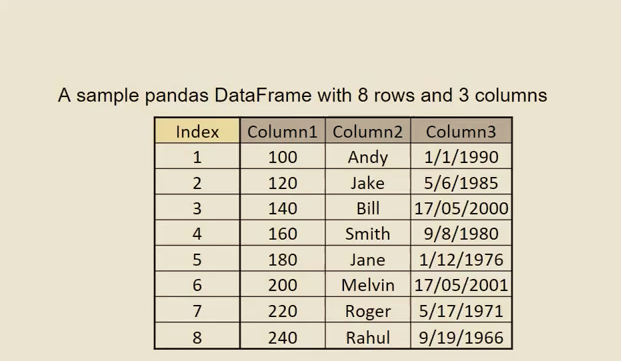 A sample pandas DataFrame with 8 rows and 3 columns
Index Column1 Column2 Column3
1 100 Andy 1/1/1990
2 120 Jake 5/6/1985
3 140 Bill 17/05/2000
4 160 Smith 9/8/1980
5 180 Jane 1/12/1976
6 200 Melvin 17/05/2001
7 220 Roger 5/17/1971
8 240 Rahul 9/19/1966